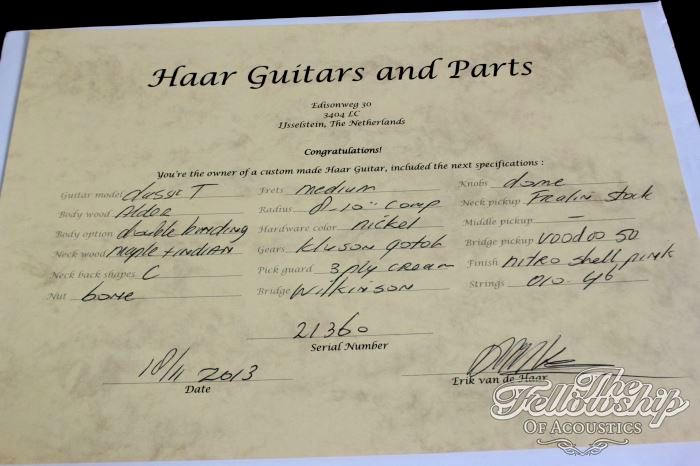 Haar Guitars and Parts
Edisonweg 30
3404 LC
IJsselstein, The Netherlands
Congratulations!
You're the owner of a custom made Haar Guitar, included the next specifications :
Guitar model classic T
Body wood Alder
Body option double binding
Neck wood maple + indian
Neck back shapes C
Nut bone
Frets medium
Radius 8-10" comp
Hardware color nickel
Gears kluson gotoh
Pick guard 3 ply cream
Bridge Wilkinson
Knobs dome
Neck pickup Fralin stock
Middle pickup —
Bridge pickup VOODOO 50
Finish nitro shell pink
Strings 010-46
21360
Serial Number
18/11 2013
Date
Erik van de Haar
The
Fellowship
Of Acoustics